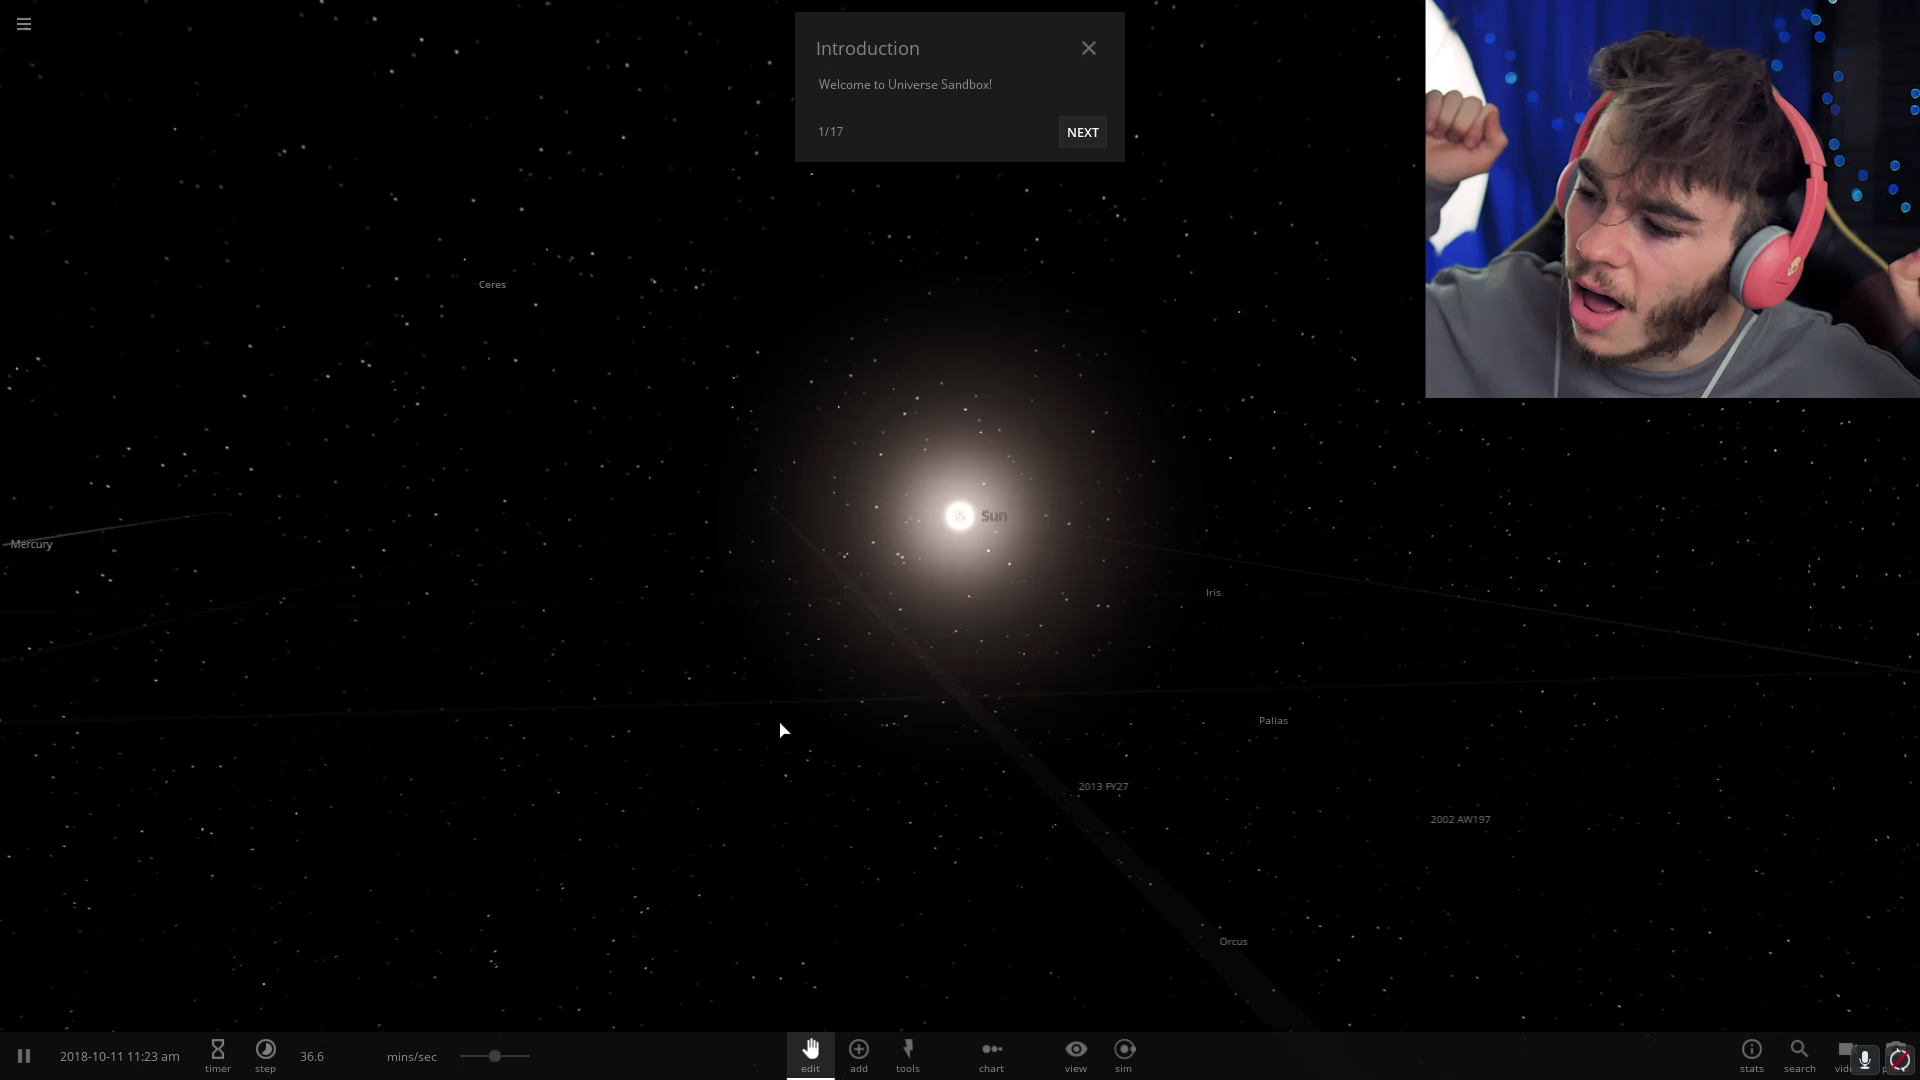 Introduction
Welcome to Universe Sandbox!
1/17
NEXT
Ceres
Sun
Mercury
Iris
Pallas
2013 FY27
2002 AW197
Orcus
2018-10-11 11:23 am
timer
step
36.6
mins/sec
edit
add
tools
chart
view
sim
stats
search